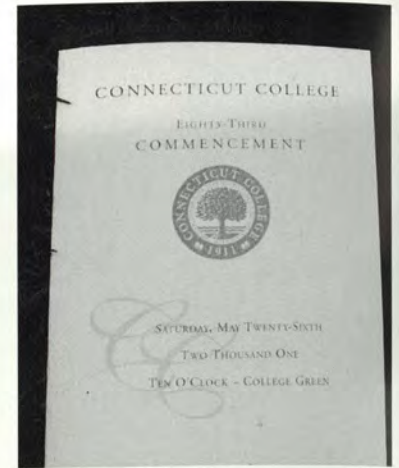 CONNECTICUT COLLEGE
EIGHTY-THIRD
COMMENCEMENT
CONNECTICUT COLLEGE
1911
SATURDAY, MAY TWENTY-SIXTH
TWO THOUSAND ONE
TEN O'CLOCK – COLLEGE GREEN
CC